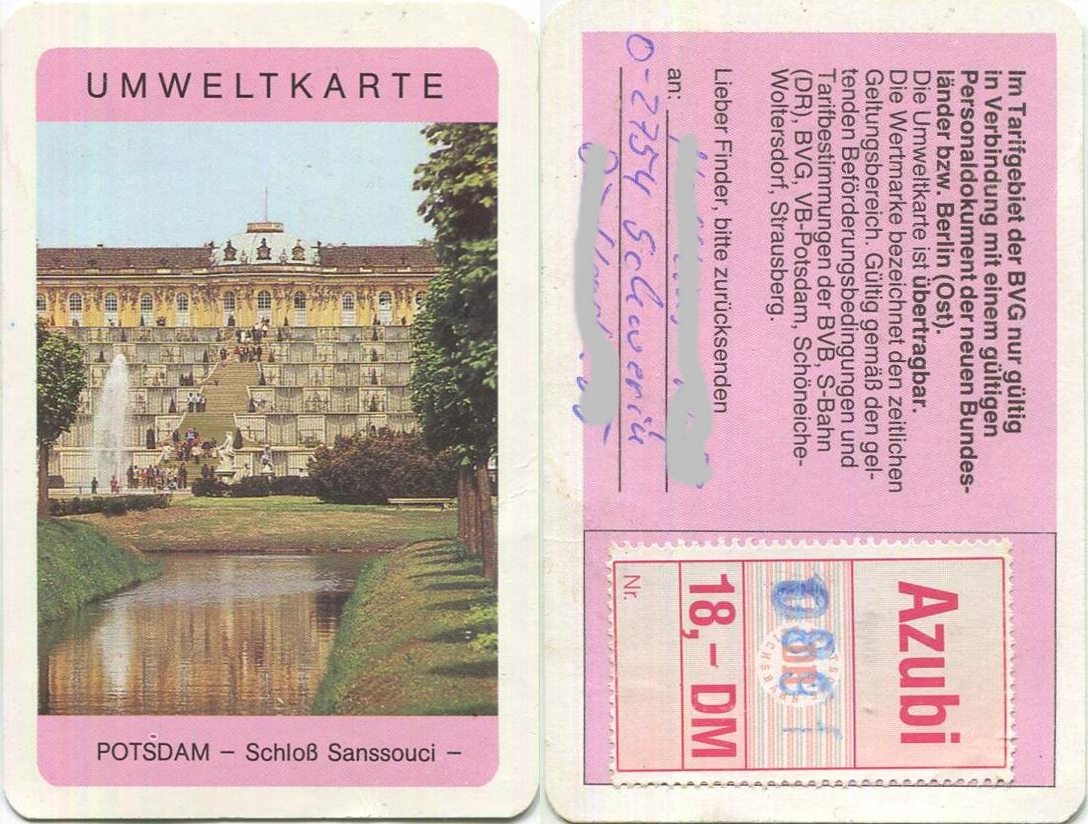 UMWELTKARTE
POTSDAM – Schloß Sanssouci –
Im Tarifgebiet der BVG nur gültig
in Verbindung mit einem gültigen
Personaldokument der neuen Bundes-
länder bzw. Berlin (Ost).
Die Umweltkarte ist übertragbar.
Die Wertmarke bezeichnet den zeitlichen
Geltungsbereich. Gültig gemäß den gel-
tenden Beförderungsbedingungen und
Tarifbestimmungen der BVB, S-Bahn
(DR), BVG, VB-Potsdam, Schöneiche-
Woltersdorf, Strausberg.
Lieber Finder, bitte zurücksenden
an:
O-2754 Schwerin
Azubi
18,– DM
Nr.